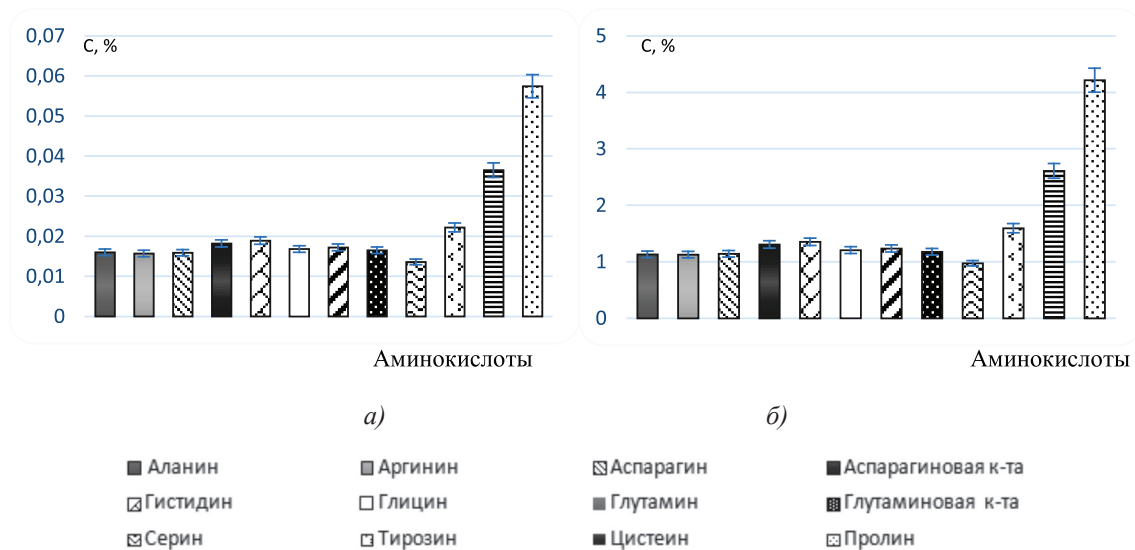 0,07
С, %
0,06
0,05
0,04
0,03
0,02
0,01
0
Аминокислоты
а)
5
С, %
4
3
2
1
0
Аминокислоты
б)
Аланин Аргинин Аспарагин Аспарагиновая к-та
Гистидин Глицин Глутамин Глутаминовая к-та
Серин Тирозин Цистеин Пролин